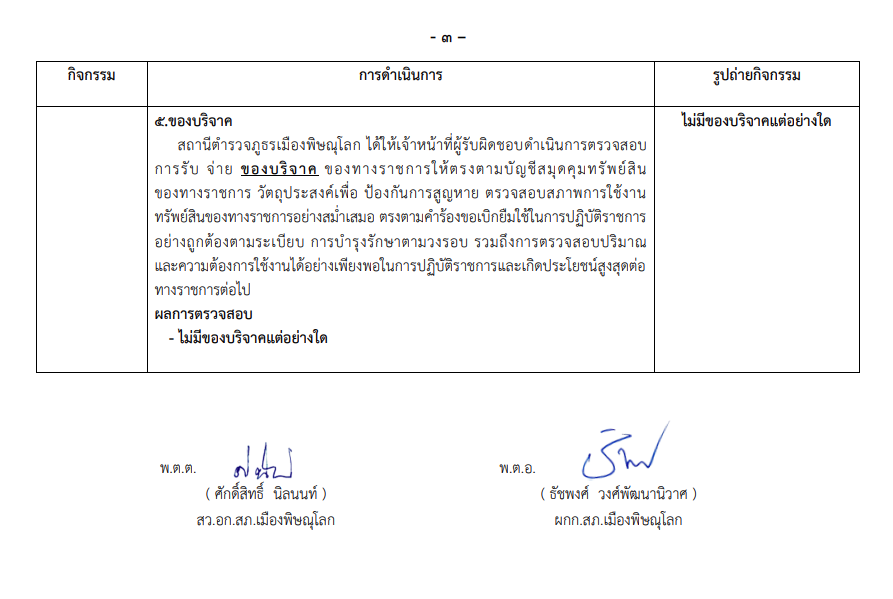 - ๓ –
กิจกรรม การดำเนินการ รูปถ่ายกิจกรรม
๕.ของบริจาค ไม่มีของบริจาคแต่อย่างใด
สถานีตำรวจภูธรเมืองพิษณุโลก ได้ให้เจ้าหน้าที่ผู้รับผิดชอบดำเนินการตรวจสอบ
การรับ จ่าย ของบริจาค ของทางราชการให้ตรงตามบัญชีสมุดคุมทรัพย์สิน
ของทางราชการ วัตถุประสงค์เพื่อ ป้องกันการสูญหาย ตรวจสอบสภาพการใช้งาน
ทรัพย์สินของทางราชการอย่างสม่ำเสมอ ตรงตามคำร้องขอเบิกยืมใช้ในการปฏิบัติราชการ
อย่างถูกต้องตามระเบียบ การบำรุงรักษาตามวงรอบ รวมถึงการตรวจสอบปริมาณ
และความต้องการใช้งานได้อย่างเพียงพอในการปฏิบัติราชการและเกิดประโยชน์สูงสุดต่อ
ทางราชการต่อไป
ผลการตรวจสอบ
- ไม่มีของบริจาคแต่อย่างใด
พ.ต.ต. พ.ต.อ.
( ศักดิ์สิทธิ์ นิลนนท์ ) ( ธัชพงศ์ วงศ์พัฒนานิวาศ )
สว.อก.สภ.เมืองพิษณุโลก ผกก.สภ.เมืองพิษณุโลก